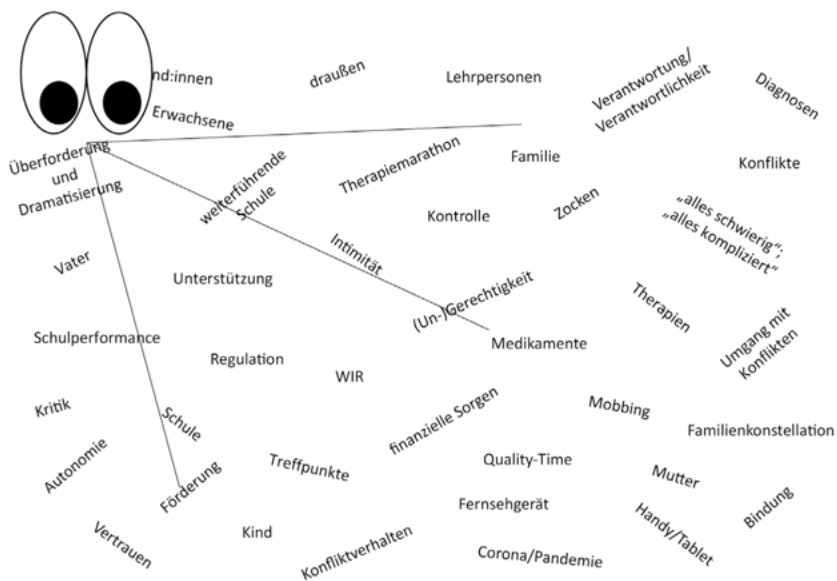 nd:innen
draußen
Lehrpersonen
Verantwortung/
Verantwortlichkeit
Diagnosen
Erwachsene
Überforderung
und
Dramatisierung
weiterführende
Schule
Therapiemarathon
Familie
Konflikte
Kontrolle
Zocken
„alles schwierig“;
„alles kompliziert“
Vater
Unterstützung
Intimität
(Un-)Gerechtigkeit
Therapien
Umgang mit
Konflikten
Schulperformance
Regulation
WIR
Medikamente
Kritik
Schule
finanzielle Sorgen
Mobbing
Familienkonstellation
Autonomie
Förderung
Treffpunkte
Quality-Time
Mutter
Bindung
Vertrauen
Kind
Konfliktverhalten
Fernsehgerät
Corona/Pandemie
Handy/Tablet